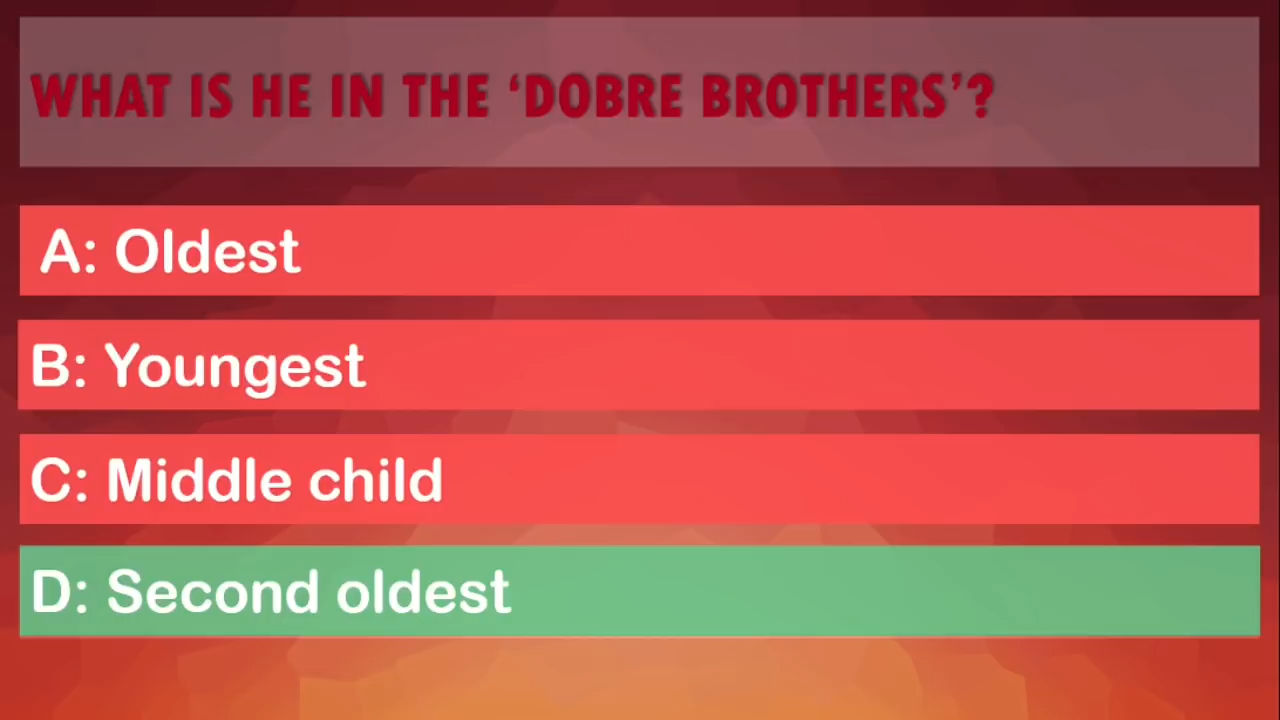 WHAT IS HE IN THE ‘DOBRE BROTHERS’?
A: Oldest
B: Youngest
C: Middle child
D: Second oldest